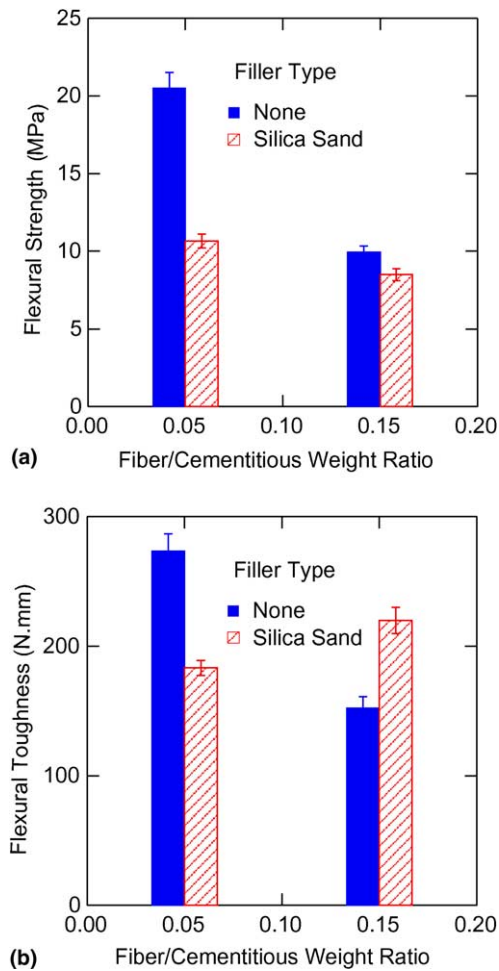 25
20
15
10
5
0
Flexural Strength (MPa)
Filler Type
None
Silica Sand
0.00 0.05 0.10 0.15 0.20
(a) Fiber/Cementitious Weight Ratio
300
200
100
0
Flexural Toughness (N.mm)
Filler Type
None
Silica Sand
0.00 0.05 0.10 0.15 0.20
(b) Fiber/Cementitious Weight Ratio